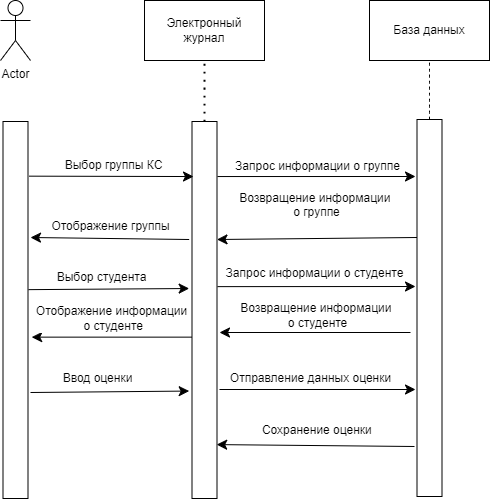 Электронный
журнал
База данных
Actor
Выбор группы КС
Запрос информации о группе
Возвращение информации
о группе
Отображение группы
Выбор студента
Запрос информации о студенте
Отображение информации
о студенте
Возвращение информации
о студенте
Ввод оценки
Отправление данных оценки
Сохранение оценки